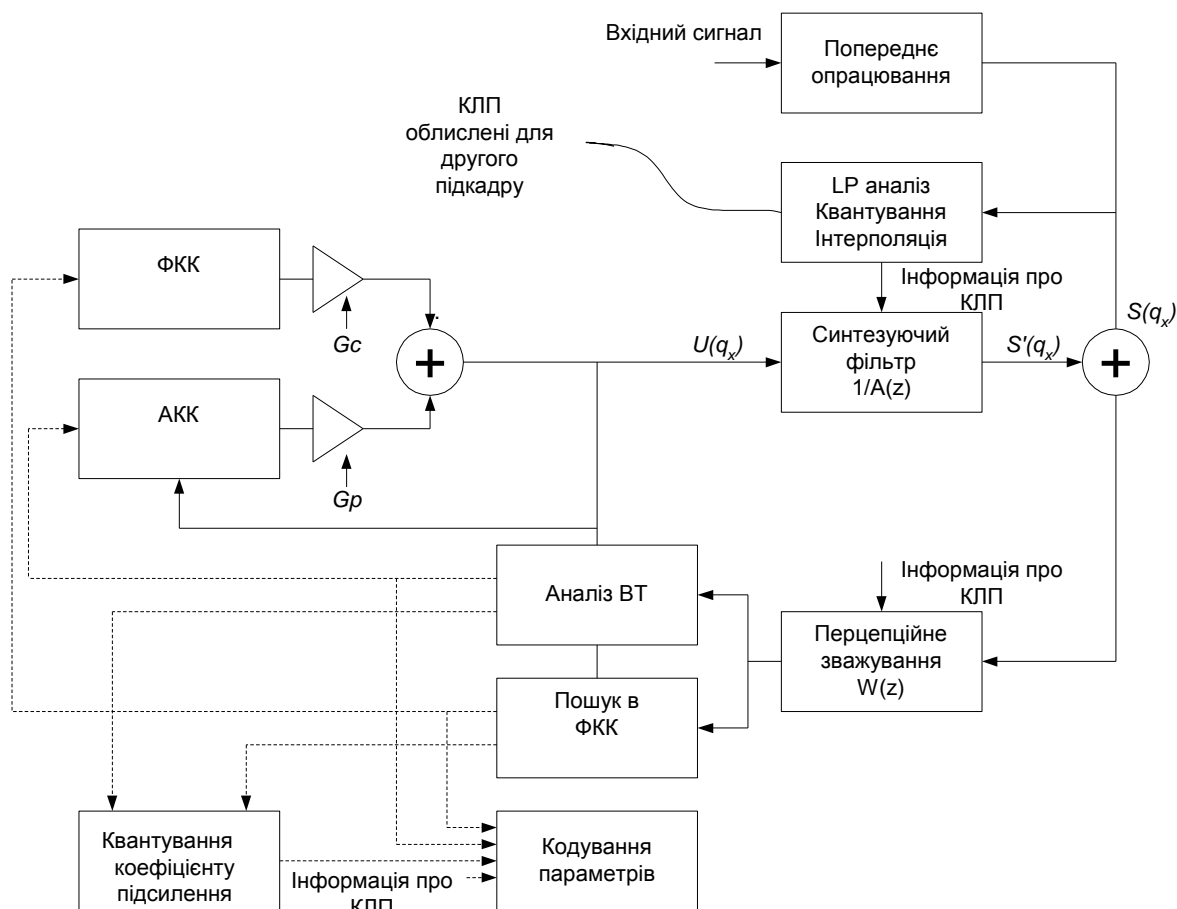 Вхідний сигнал
Попереднє
опрацювання
КЛП
облислені для
другого
підкадру
LP аналіз
Квантування
Інтерполяція
ФКК
Gc
Інформація про
КЛП
S(qx)
U(qx)
Синтезуючий
фільтр
1/A(z)
S'(qx)
+
+
АКК
Gp
Аналіз ВТ
Інформація про
КЛП
Перцепційне
зважування
W(z)
Пошук в
ФКК
Квантування
коефіцієнту
підсилення
Інформація про
КЛП
Кодування
параметрів